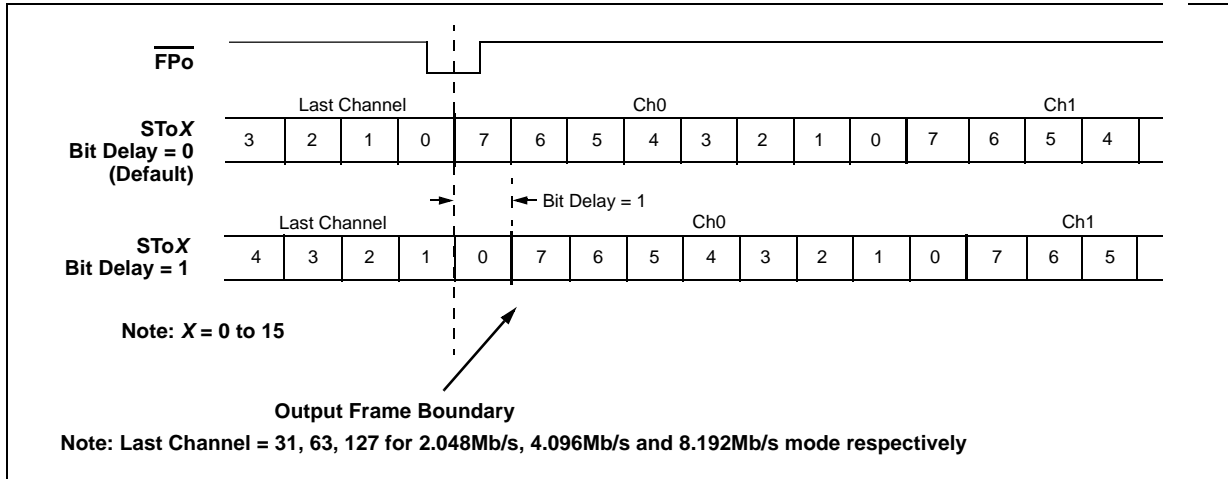 FPo
Last Channel Ch0 Ch1
SToX
Bit Delay = 0
(Default)
3 2 1 0 7 6 5 4 3 2 1 0 7 6 5 4
Bit Delay = 1
Last Channel Ch0 Ch1
SToX
Bit Delay = 1
4 3 2 1 0 7 6 5 4 3 2 1 0 7 6 5
Note: X = 0 to 15
Output Frame Boundary
Note: Last Channel = 31, 63, 127 for 2.048Mb/s, 4.096Mb/s and 8.192Mb/s mode respectively